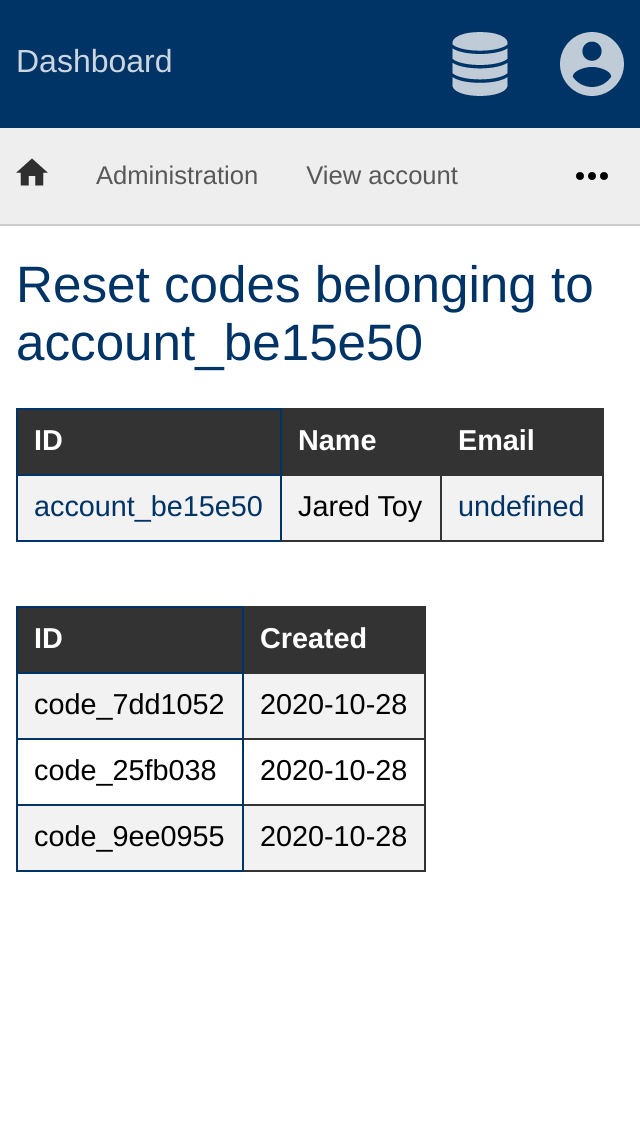 Dashboard
Administration View account
Reset codes belonging to
account_be15e50
ID Name Email
account_be15e50 Jared Toy undefined
ID Created
code_7dd1052 2020-10-28
code_25fb038 2020-10-28
code_9ee0955 2020-10-28